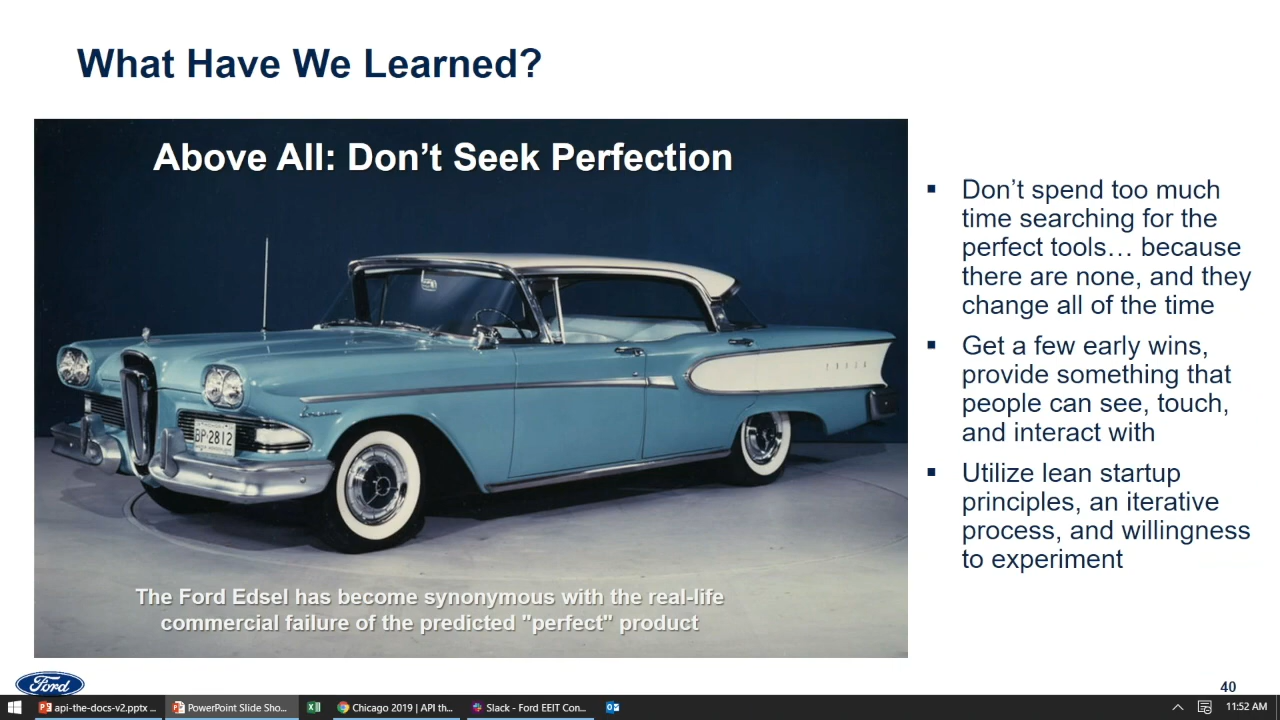 What Have We Learned?
Above All: Don’t Seek Perfection
BP·2812
EDSEL
The Ford Edsel has become synonymous with the real-life
commercial failure of the predicted "perfect" product
Don’t spend too much
time searching for the
perfect tools… because
there are none, and they
change all of the time
Get a few early wins,
provide something that
people can see, touch,
and interact with
Utilize lean startup
principles, an iterative
process, and willingness
to experiment
Ford
40
api-the-docs-v2.pptx ...
PowerPoint Slide Sho...
Chicago 2019 | API th...
Slack - Ford EEIT Con...
11:52 AM